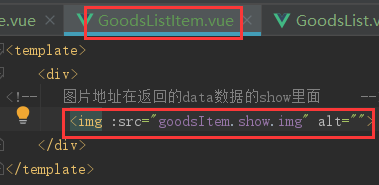 e.vue × GoodsListItem.vue × GoodsList.v
<template>
<div>
<!-- 图片地址在返回的data数据的show里面 --
<img :src="goodsItem.show.img" alt="">
</div>
</template>